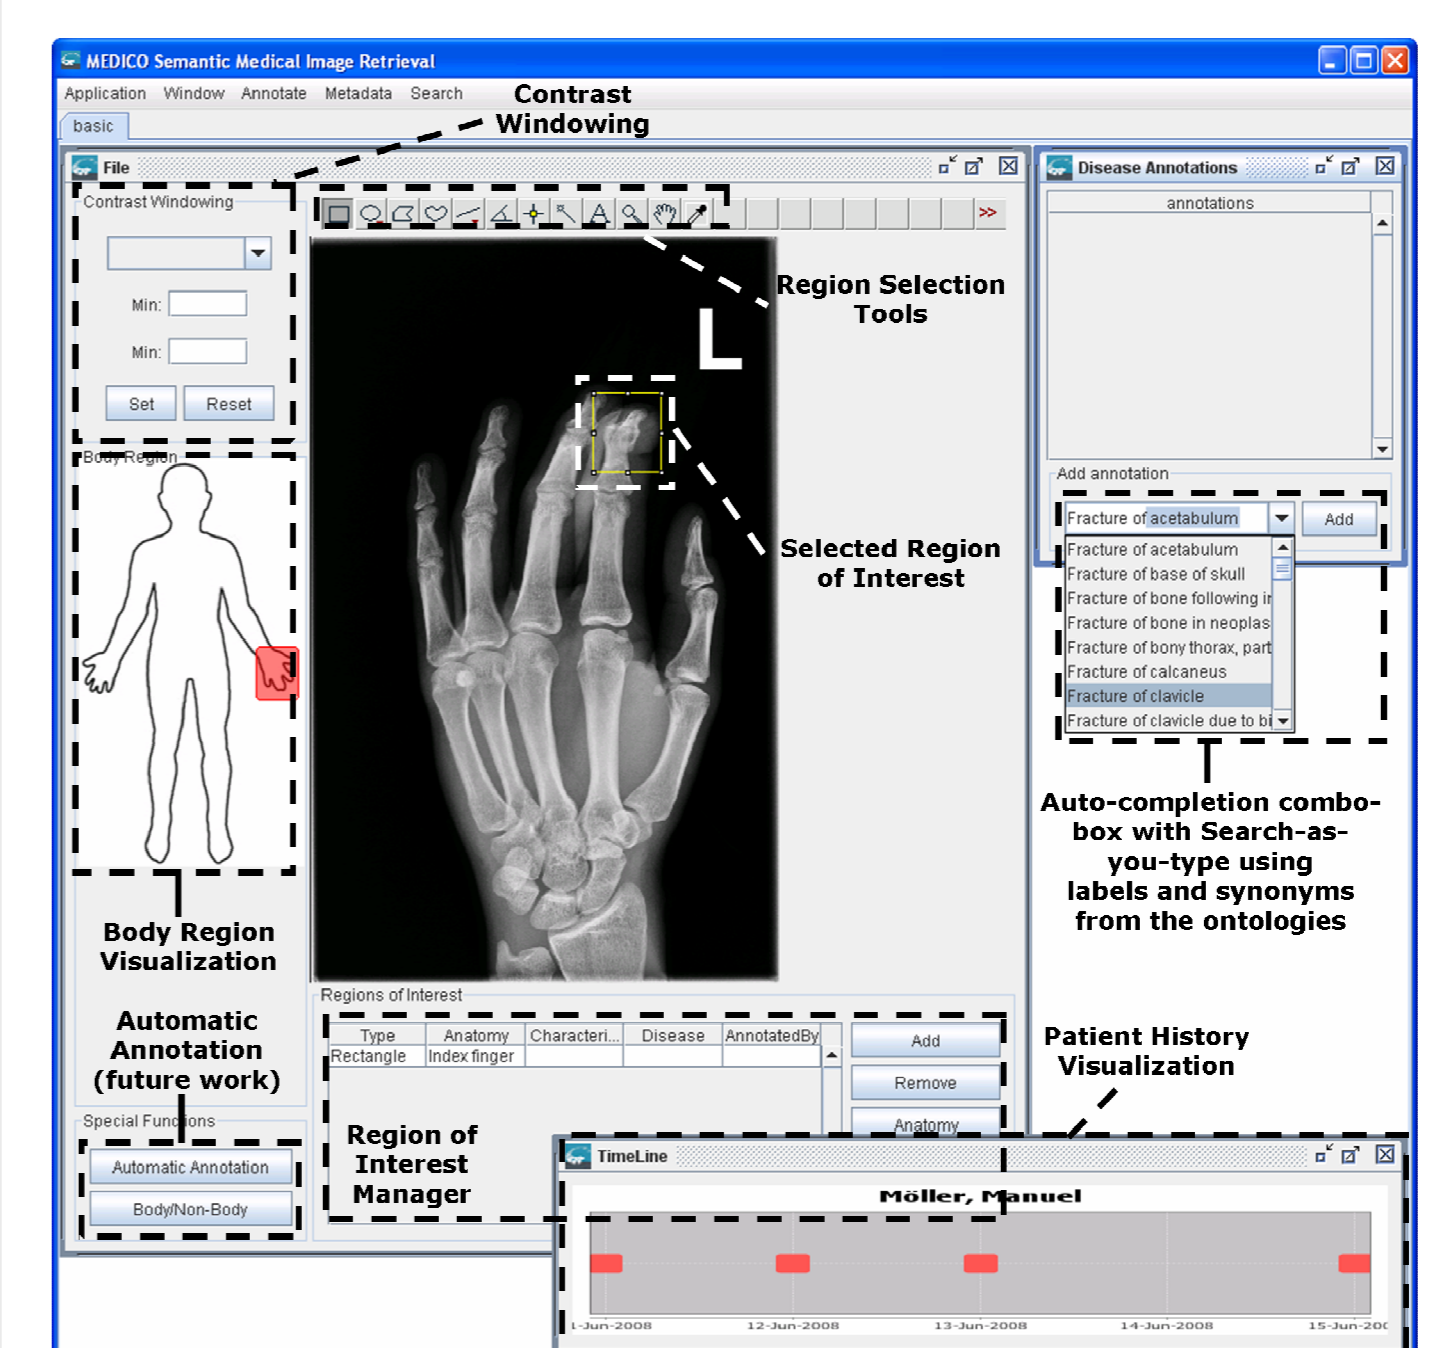 MEDICO Semantic Medical Image Retrieval
Application Window Annotate Metadata Search
Contrast
Windowing
basic
File
Contrast Windowing
Min:
Min:
Set Reset
Body Region
Body Region
Visualization
Automatic
Annotation
(future work)
Special Functions
Automatic Annotation
Body/Non-Body
>>
Region Selection
Tools
L
Selected Region
of Interest
Regions of Interest
Type Anatomy Characteri... Disease AnnotatedBy
Rectangle Index finger
Add
Remove
Anatomy
Region of
Interest
Manager
Disease Annotations
annotations
Add annotation
Fracture of acetabulum Add
Fracture of acetabulum
Fracture of base of skull
Fracture of bone following in
Fracture of bone in neoplas
Fracture of bony thorax, part
Fracture of calcaneus
Fracture of clavicle
Fracture of clavicle due to bi
Auto-completion combo-
box with Search-as-
you-type using
labels and synonyms
from the ontologies
Patient History
Visualization
TimeLine
Möller, Manuel
1-Jun-2008 12-Jun-2008 13-Jun-2008 14-Jun-2008 15-Jun-200